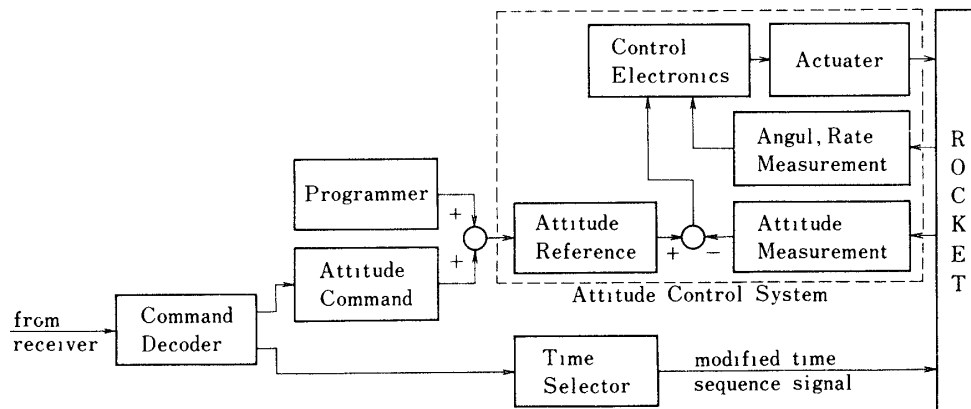 Control
Electronics
Actuater
Angul, Rate
Measurement
ROCKET
Programmer
+
+
Attitude
Reference
+
−
Attitude
Measurement
Attitude
Command
Attitude Control System
from
receiver
Command
Decoder
Time
Selector
modified time
sequence signal